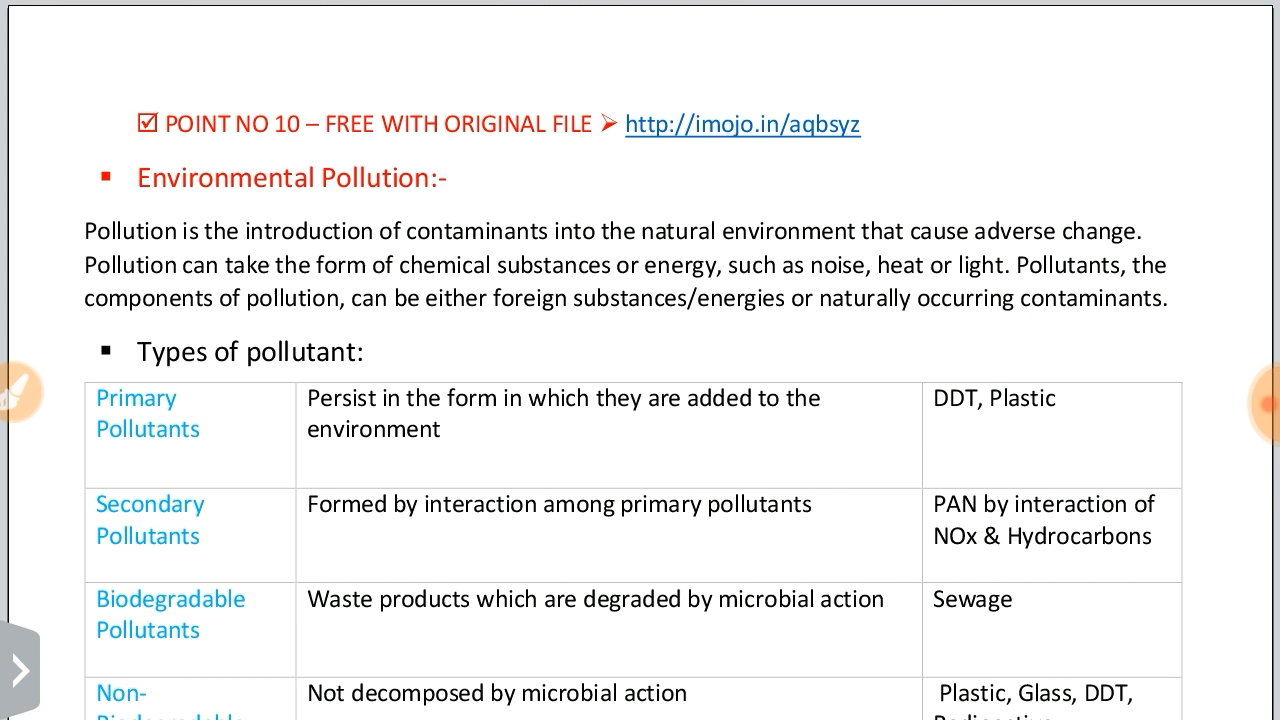 ☑ POINT NO 10 – FREE WITH ORIGINAL FILE ➢ http://imojo.in/aqbsyz
▪ Environmental Pollution:-
Pollution is the introduction of contaminants into the natural environment that cause adverse change.
Pollution can take the form of chemical substances or energy, such as noise, heat or light. Pollutants, the
components of pollution, can be either foreign substances/energies or naturally occurring contaminants.
▪ Types of pollutant:
Primary
Pollutants
Persist in the form in which they are added to the
environment
DDT, Plastic
Secondary
Pollutants
Formed by interaction among primary pollutants
PAN by interaction of
NOx & Hydrocarbons
Biodegradable
Pollutants
Waste products which are degraded by microbial action
Sewage
Non-
Biodegradable
Not decomposed by microbial action
Plastic, Glass, DDT,
Radioactive